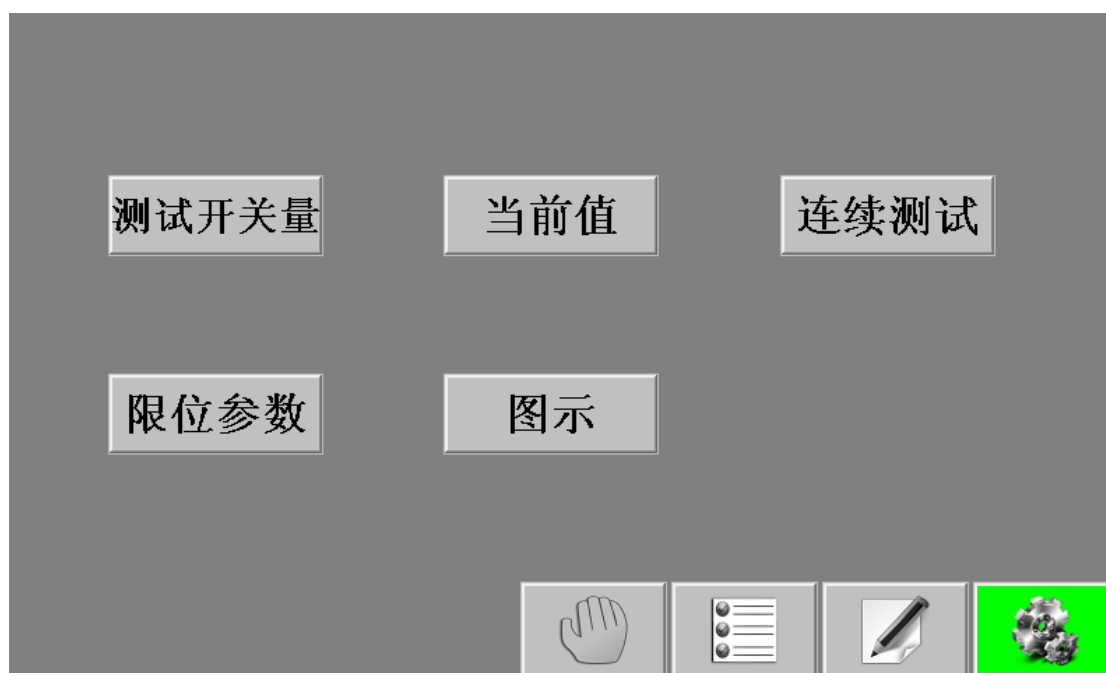 测试开关量
当前值
连续测试
限位参数
图示